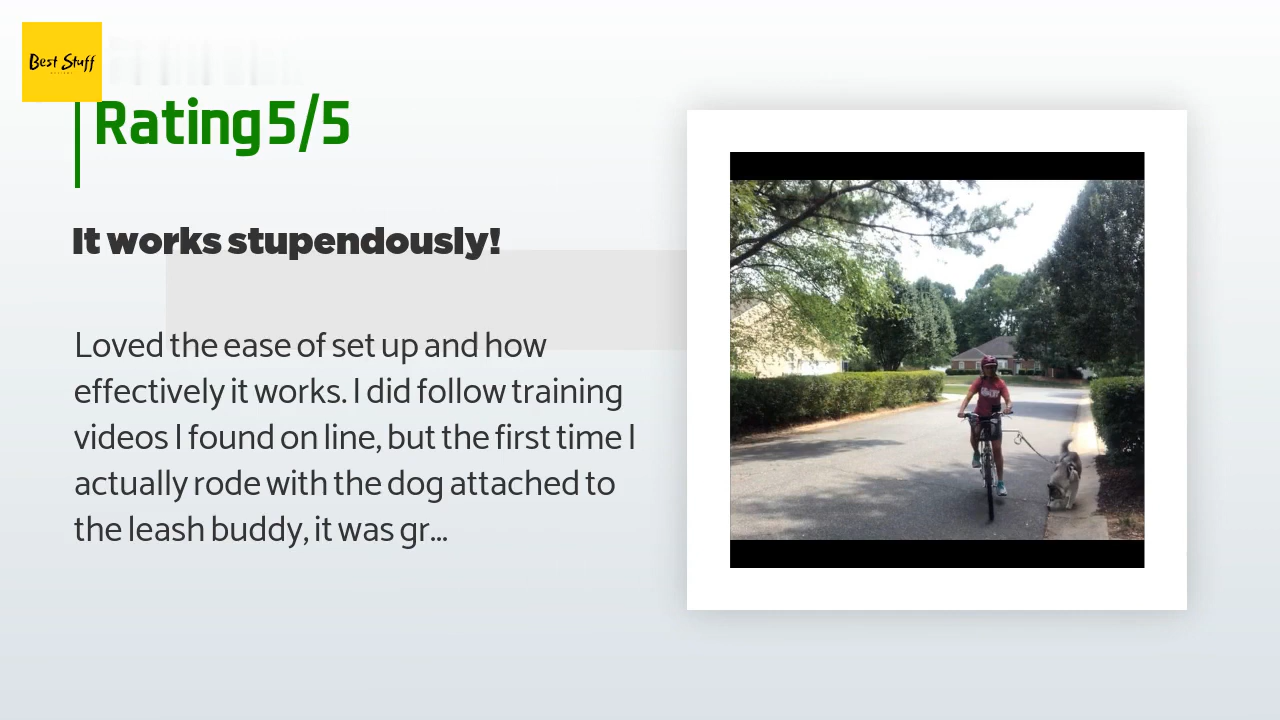 Best Stuff
Rating 5/5
It works stupendously!
Loved the ease of set up and how
effectively it works. I did follow training
videos I found on line, but the first time I
actually rode with the dog attached to
the leash buddy, it was gr...